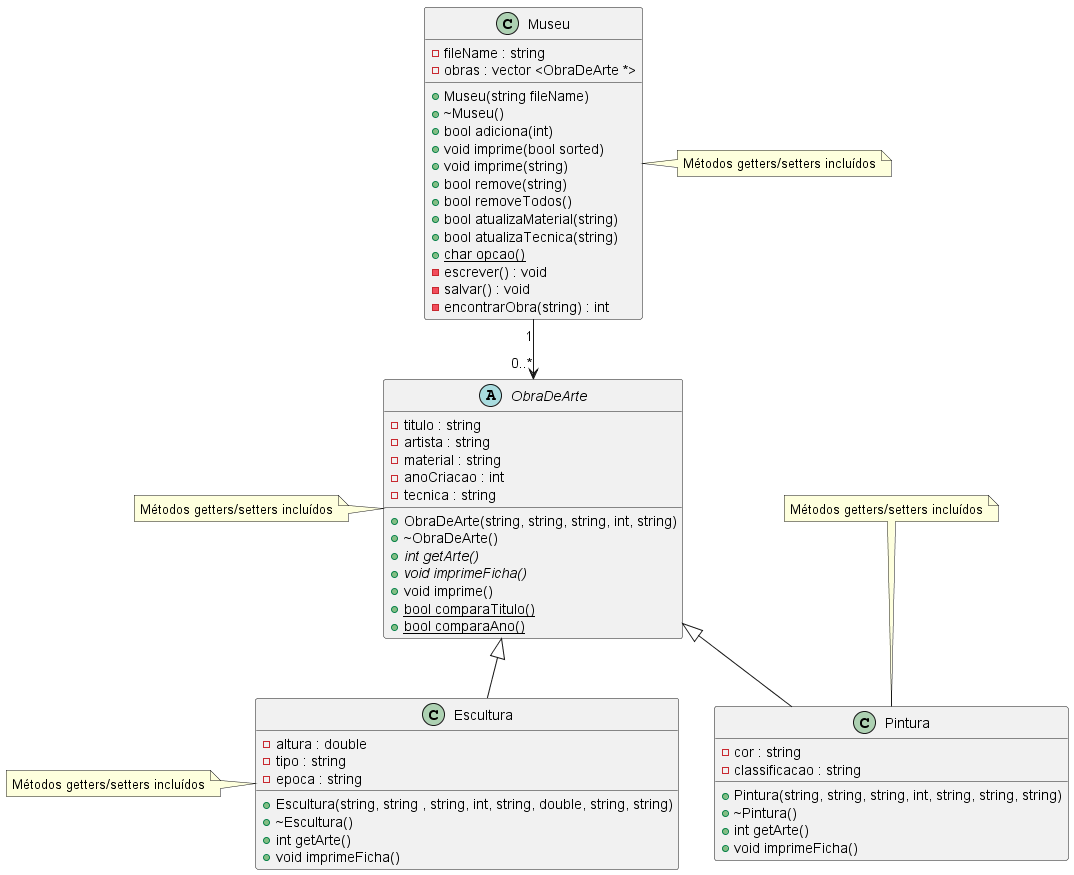 C Museu
fileName : string
obras : vector <ObraDeArte *>
Museu(string fileName)
~Museu()
bool adiciona(int)
void imprime(bool sorted)
void imprime(string)
bool remove(string)
bool removeTodos()
bool atualizaMaterial(string)
bool atualizaTecnica(string)
char opcao()
escrever() : void
salvar() : void
encontrarObra(string) : int
Métodos getters/setters incluídos
1
0..*
A ObraDeArte
titulo : string
artista : string
material : string
anoCriacao : int
tecnica : string
ObraDeArte(string, string, string, int, string)
~ObraDeArte()
int getArte()
void imprimeFicha()
void imprime()
bool comparaTitulo()
bool comparaAno()
Métodos getters/setters incluídos
Métodos getters/setters incluídos
C Escultura
altura : double
tipo : string
epoca : string
Escultura(string, string , string, int, string, double, string, string)
~Escultura()
int getArte()
void imprimeFicha()
Métodos getters/setters incluídos
C Pintura
cor : string
classificacao : string
Pintura(string, string, string, int, string, string, string)
~Pintura()
int getArte()
void imprimeFicha()